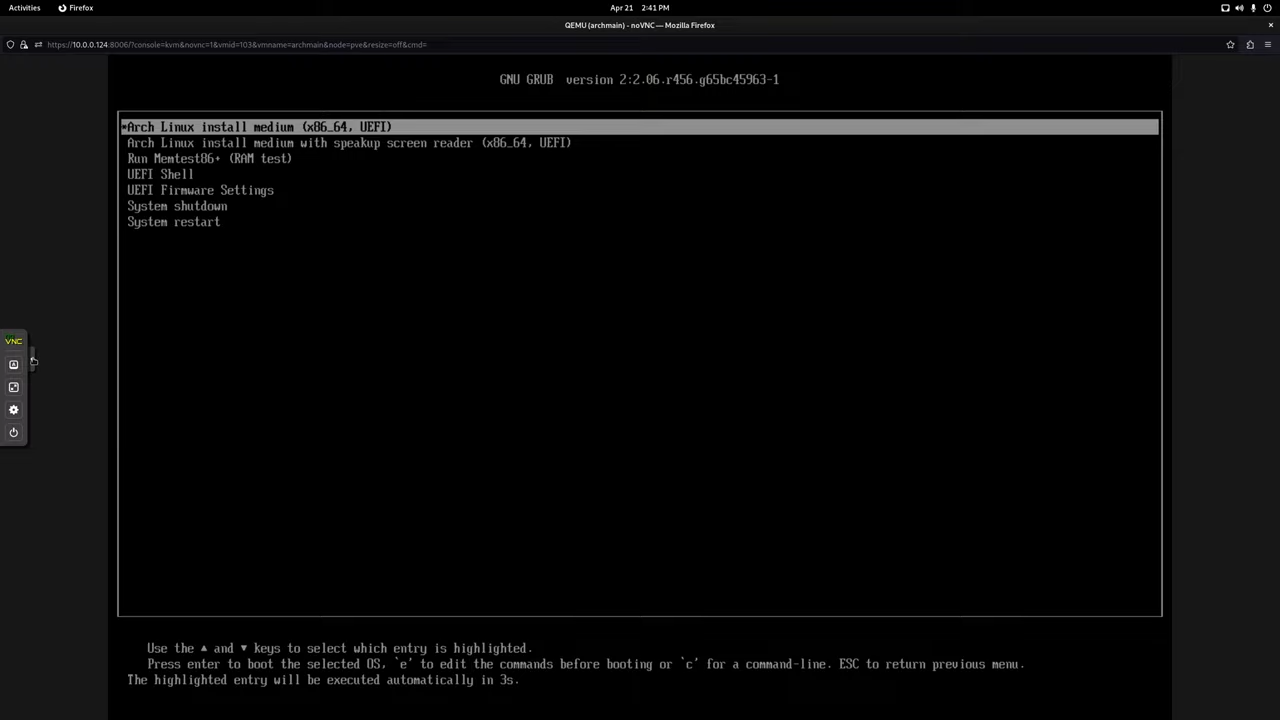 Activities
Firefox
Apr 21 2:41 PM
QEMU (archmain) - noVNC — Mozilla Firefox
https://10.0.0.124:8006/?console=kvm&novnc=1&vmid=103&vmname=archmain&node=pve&resize=off&cmd=
GNU GRUB version 2:2.06.r456.g65bc45963-1
*Arch Linux install medium (x86_64, UEFI)
Arch Linux install medium with speakup screen reader (x86_64, UEFI)
Run Memtest86+ (RAM test)
UEFI Shell
UEFI Firmware Settings
System shutdown
System restart
VNC
A
Use the ▲ and ▼ keys to select which entry is highlighted.
Press enter to boot the selected OS, `e' to edit the commands before booting or `c' for a command-line. ESC to return previous menu.
The highlighted entry will be executed automatically in 3s.